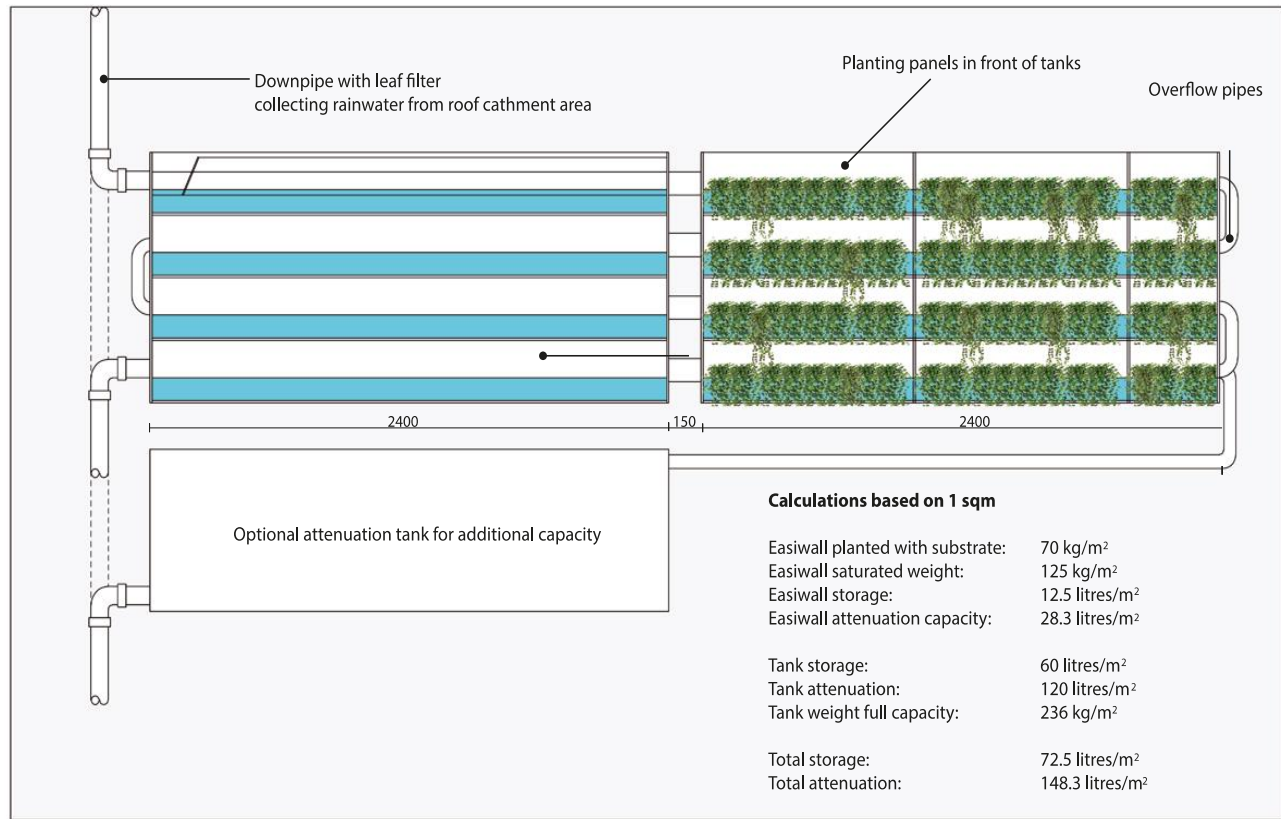 Downpipe with leaf filter
collecting rainwater from roof cathment area
Planting panels in front of tanks
Overflow pipes
2400
150
2400
Optional attenuation tank for additional capacity
Calculations based on 1 sqm
Easiwall planted with substrate: 70 kg/m²
Easiwall saturated weight: 125 kg/m²
Easiwall storage: 12.5 litres/m²
Easiwall attenuation capacity: 28.3 litres/m²
Tank storage: 60 litres/m²
Tank attenuation: 120 litres/m²
Tank weight full capacity: 236 kg/m²
Total storage: 72.5 litres/m²
Total attenuation: 148.3 litres/m²